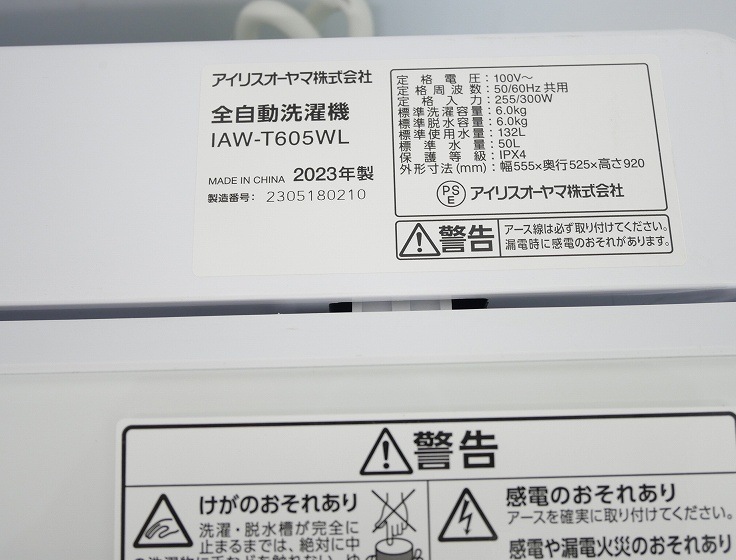 アイリスオーヤマ株式会社
全自動洗濯機
IAW-T605WL
MADE IN CHINA 2023年製
製造番号: 2305180210
定格電圧: 100V～
定格周波数: 50/60Hz 共用
定格入力: 255/300W
標準洗濯容量: 6.0kg
標準脱水容量: 6.0kg
標準使用水量: 132L
標準水量: 50L
保護等級: IPX4
外形寸法(mm): 幅555×奥行525×高さ920
PSE アイリスオーヤマ株式会社
警告
アース線は必ず取り付けてください。
漏電時に感電のおそれがあります。
警告
けがのおそれあり
洗濯・脱水槽が完全に
止まるまでは、絶対に中
感電のおそれあり
アースを確実に取り付けてください。
感電や漏電火災のおそれあり